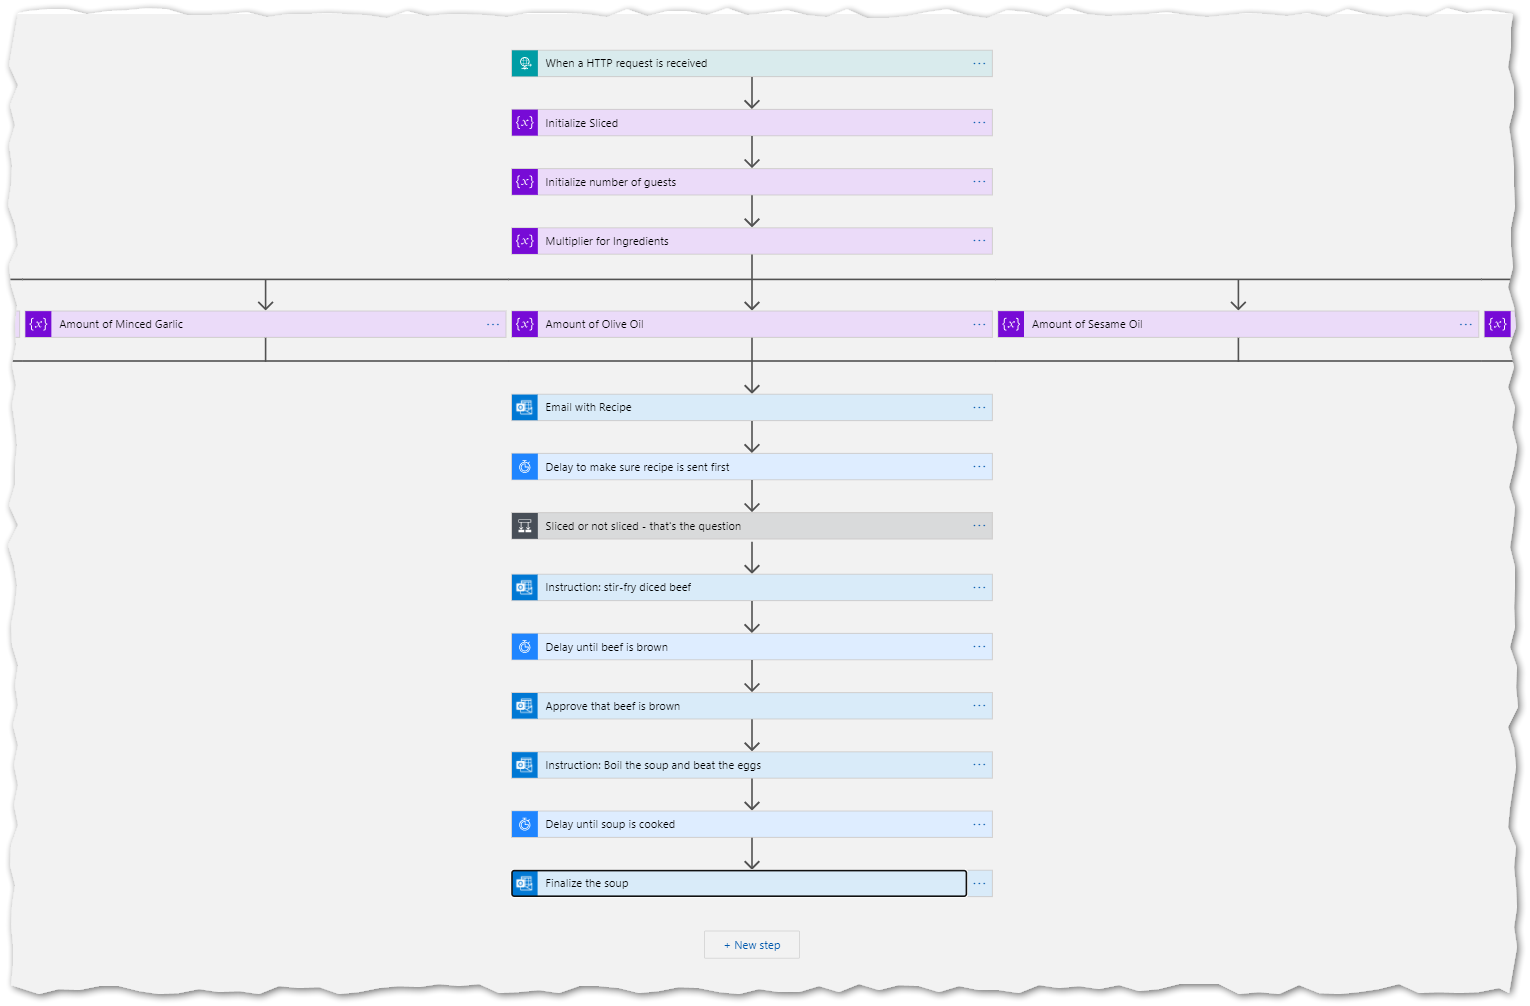 When a HTTP request is received ...
{x} Initialize Sliced ...
{x} Initialize number of guests ...
{x} Multiplier for Ingredients ...
{x} Amount of Minced Garlic ...
{x} Amount of Olive Oil ...
{x} Amount of Sesame Oil ...
{x}
Email with Recipe ...
Delay to make sure recipe is sent first ...
Sliced or not sliced - that's the question ...
Instruction: stir-fry diced beef ...
Delay until beef is brown ...
Approve that beef is brown ...
Instruction: Boil the soup and beat the eggs ...
Delay until soup is cooked ...
Finalize the soup ...
+ New step